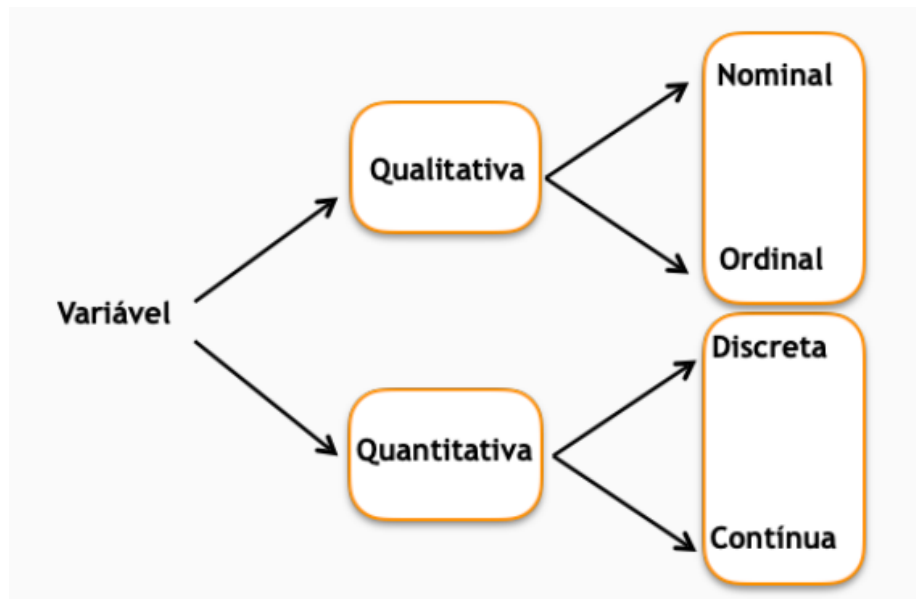 Variável
Qualitativa
Quantitativa
Nominal
Ordinal
Discreta
Contínua